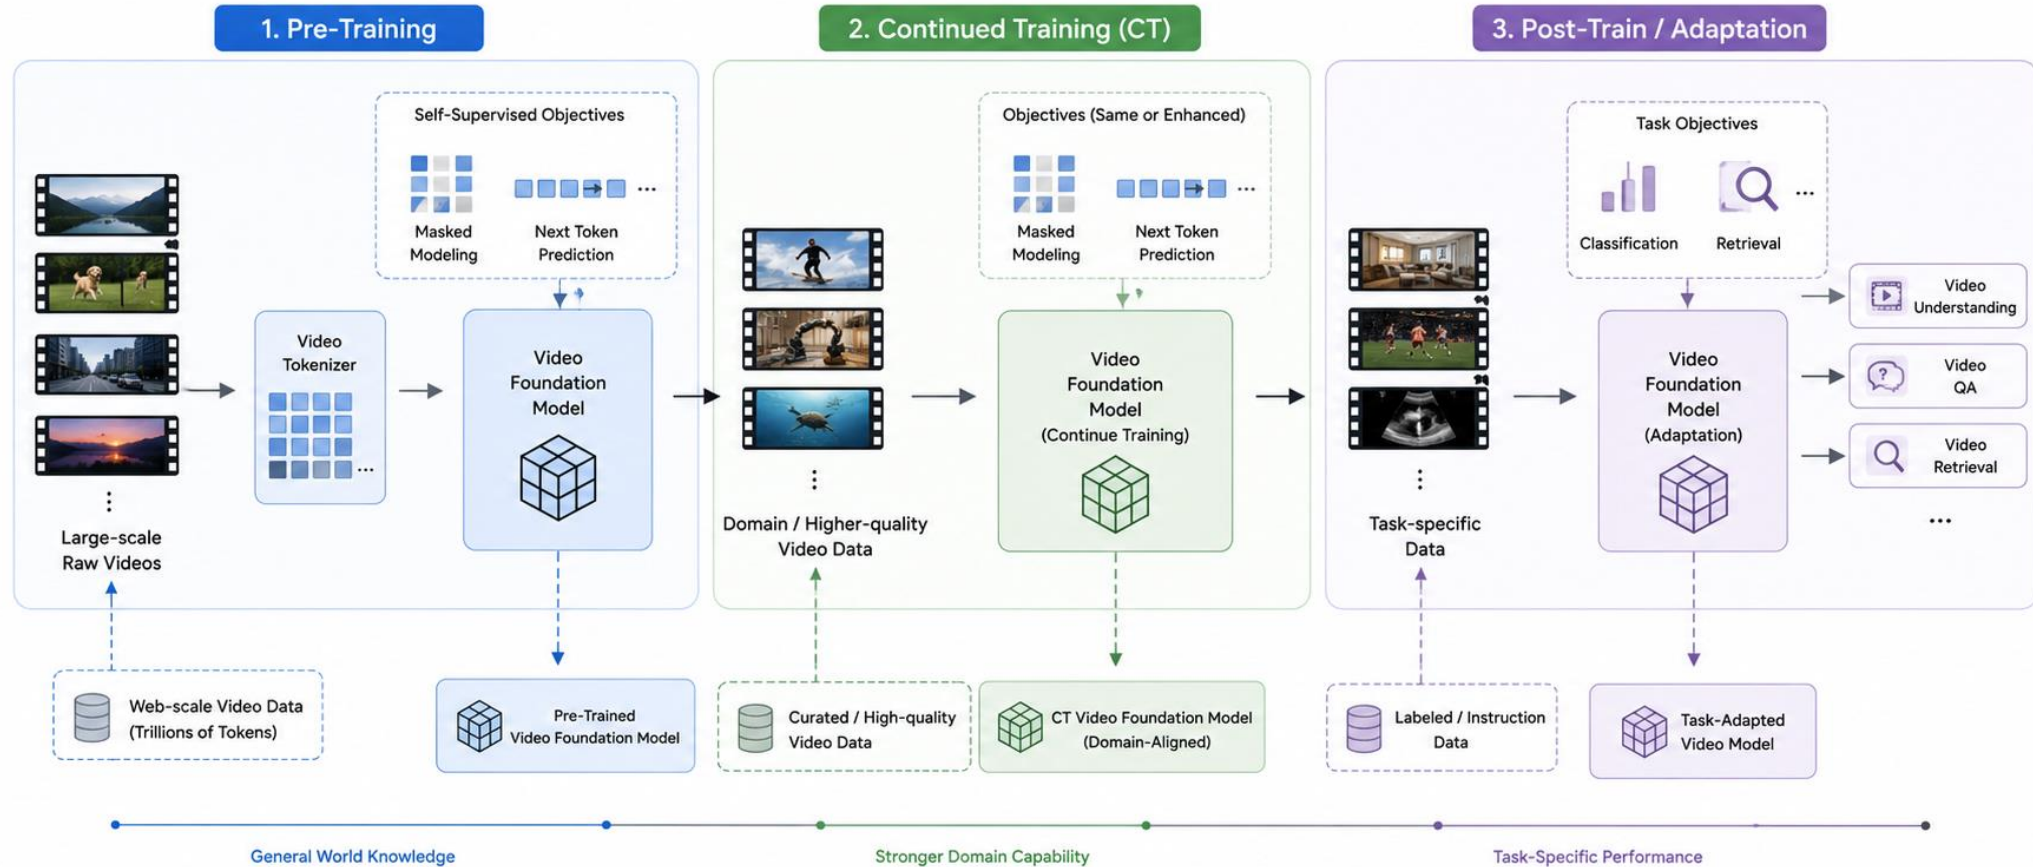 1. Pre-Training
2. Continued Training (CT)
3. Post-Train / Adaptation
Self-Supervised Objectives
Masked
Modeling
Next Token
Prediction
...
Video
Tokenizer
...
Video
Foundation
Model
Large-scale
Raw Videos
Web-scale Video Data
(Trillions of Tokens)
Pre-Trained
Video Foundation Model
Objectives (Same or Enhanced)
Masked
Modeling
Next Token
Prediction
...
Video
Foundation
Model
(Continue Training)
Domain / Higher-quality
Video Data
Curated / High-quality
Video Data
CT Video Foundation Model
(Domain-Aligned)
Task Objectives
Classification
Retrieval
...
Video
Foundation
Model
(Adaptation)
Video
Understanding
?
Video
QA
Video
Retrieval
...
Task-specific
Data
Labeled / Instruction
Data
Task-Adapted
Video Model
General World Knowledge
Stronger Domain Capability
Task-Specific Performance